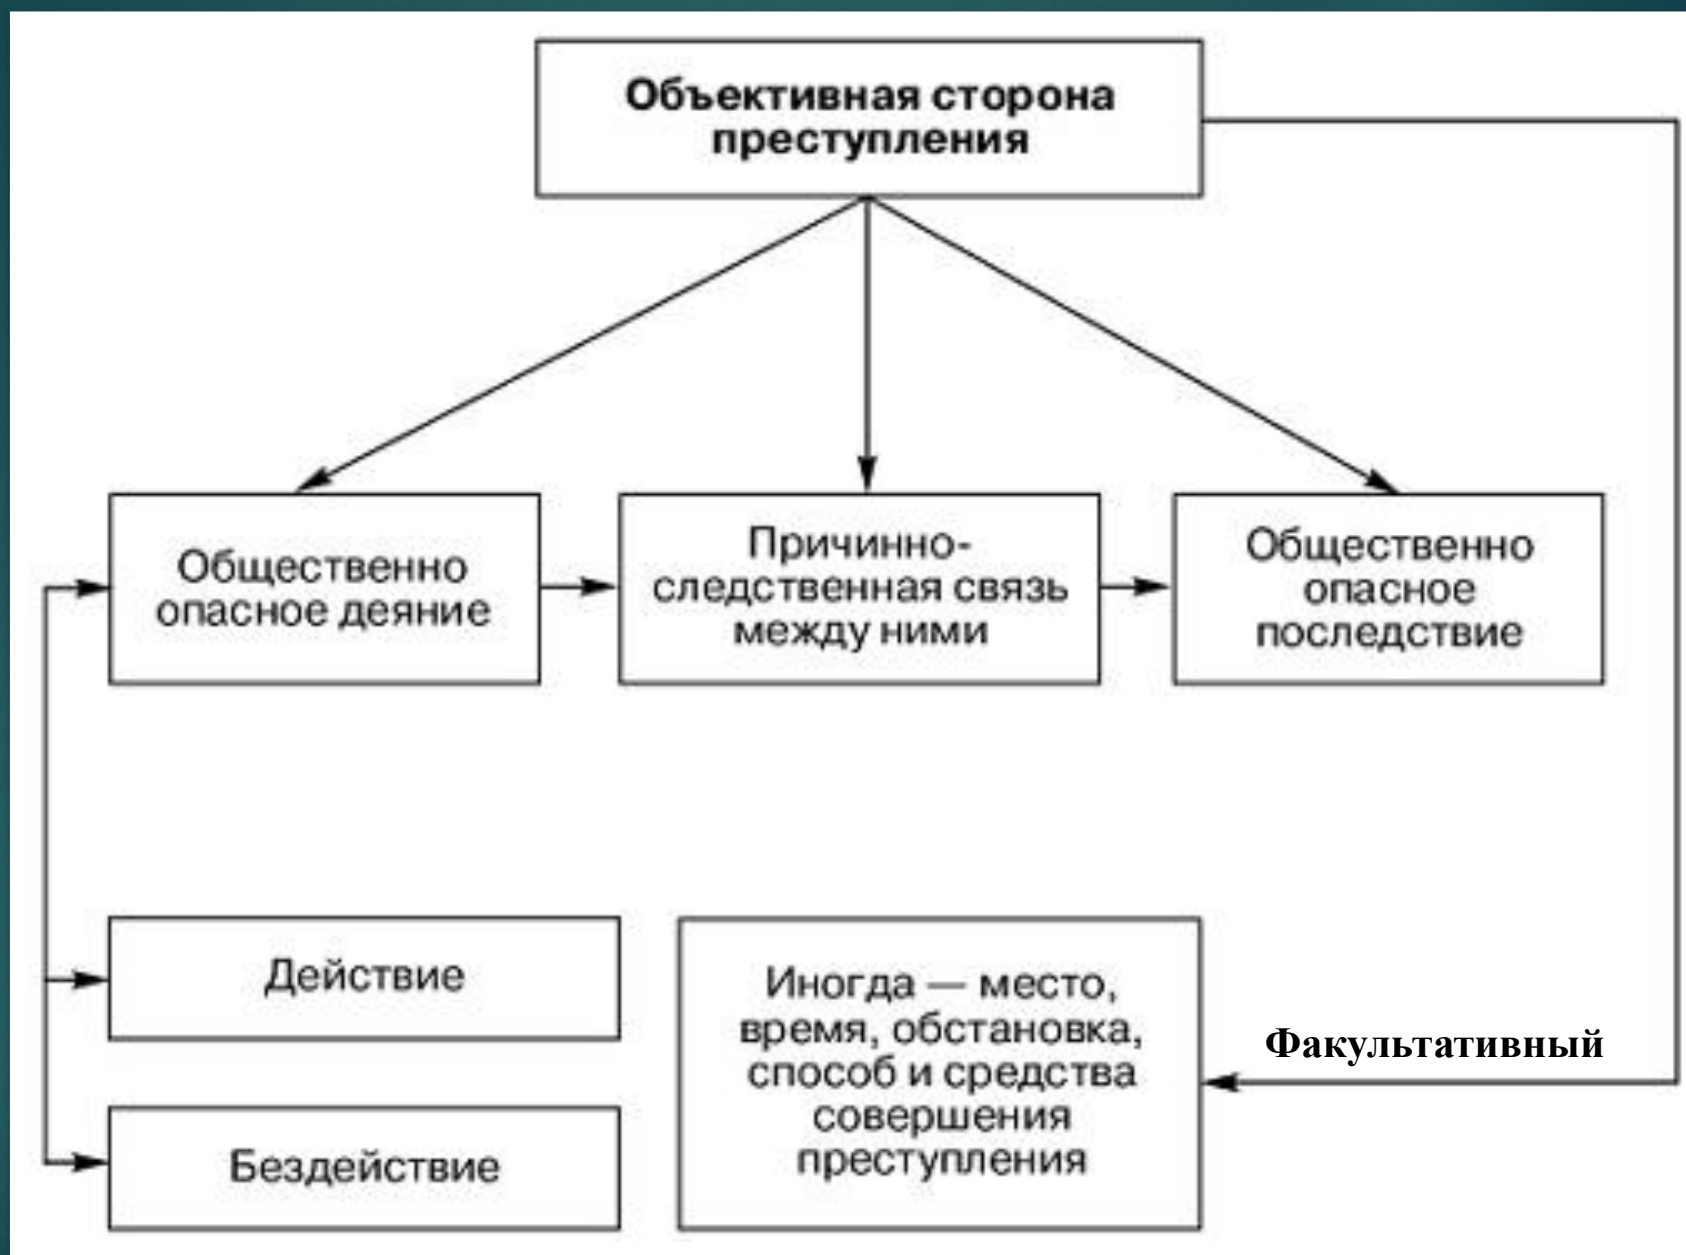 Объективная сторона
преступления
Общественно
опасное деяние
Причинно-
следственная связь
между ними
Общественно
опасное
последствие
Действие
Бездействие
Иногда — место,
время, обстановка,
способ и средства
совершения
преступления
Факультативный